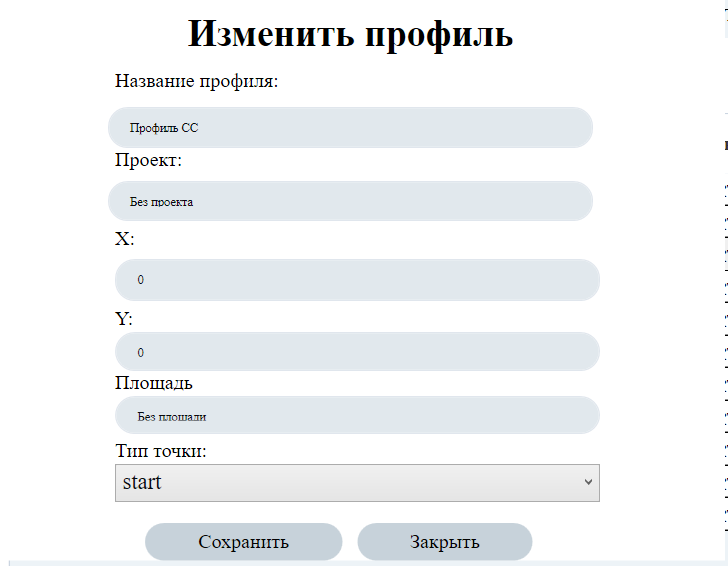 Изменить профиль
Название профиля:
Профиль СС
Проект:
Без проекта
X:
0
Y:
0
Площадь
Без площади
Тип точки:
start
Сохранить Закрыть